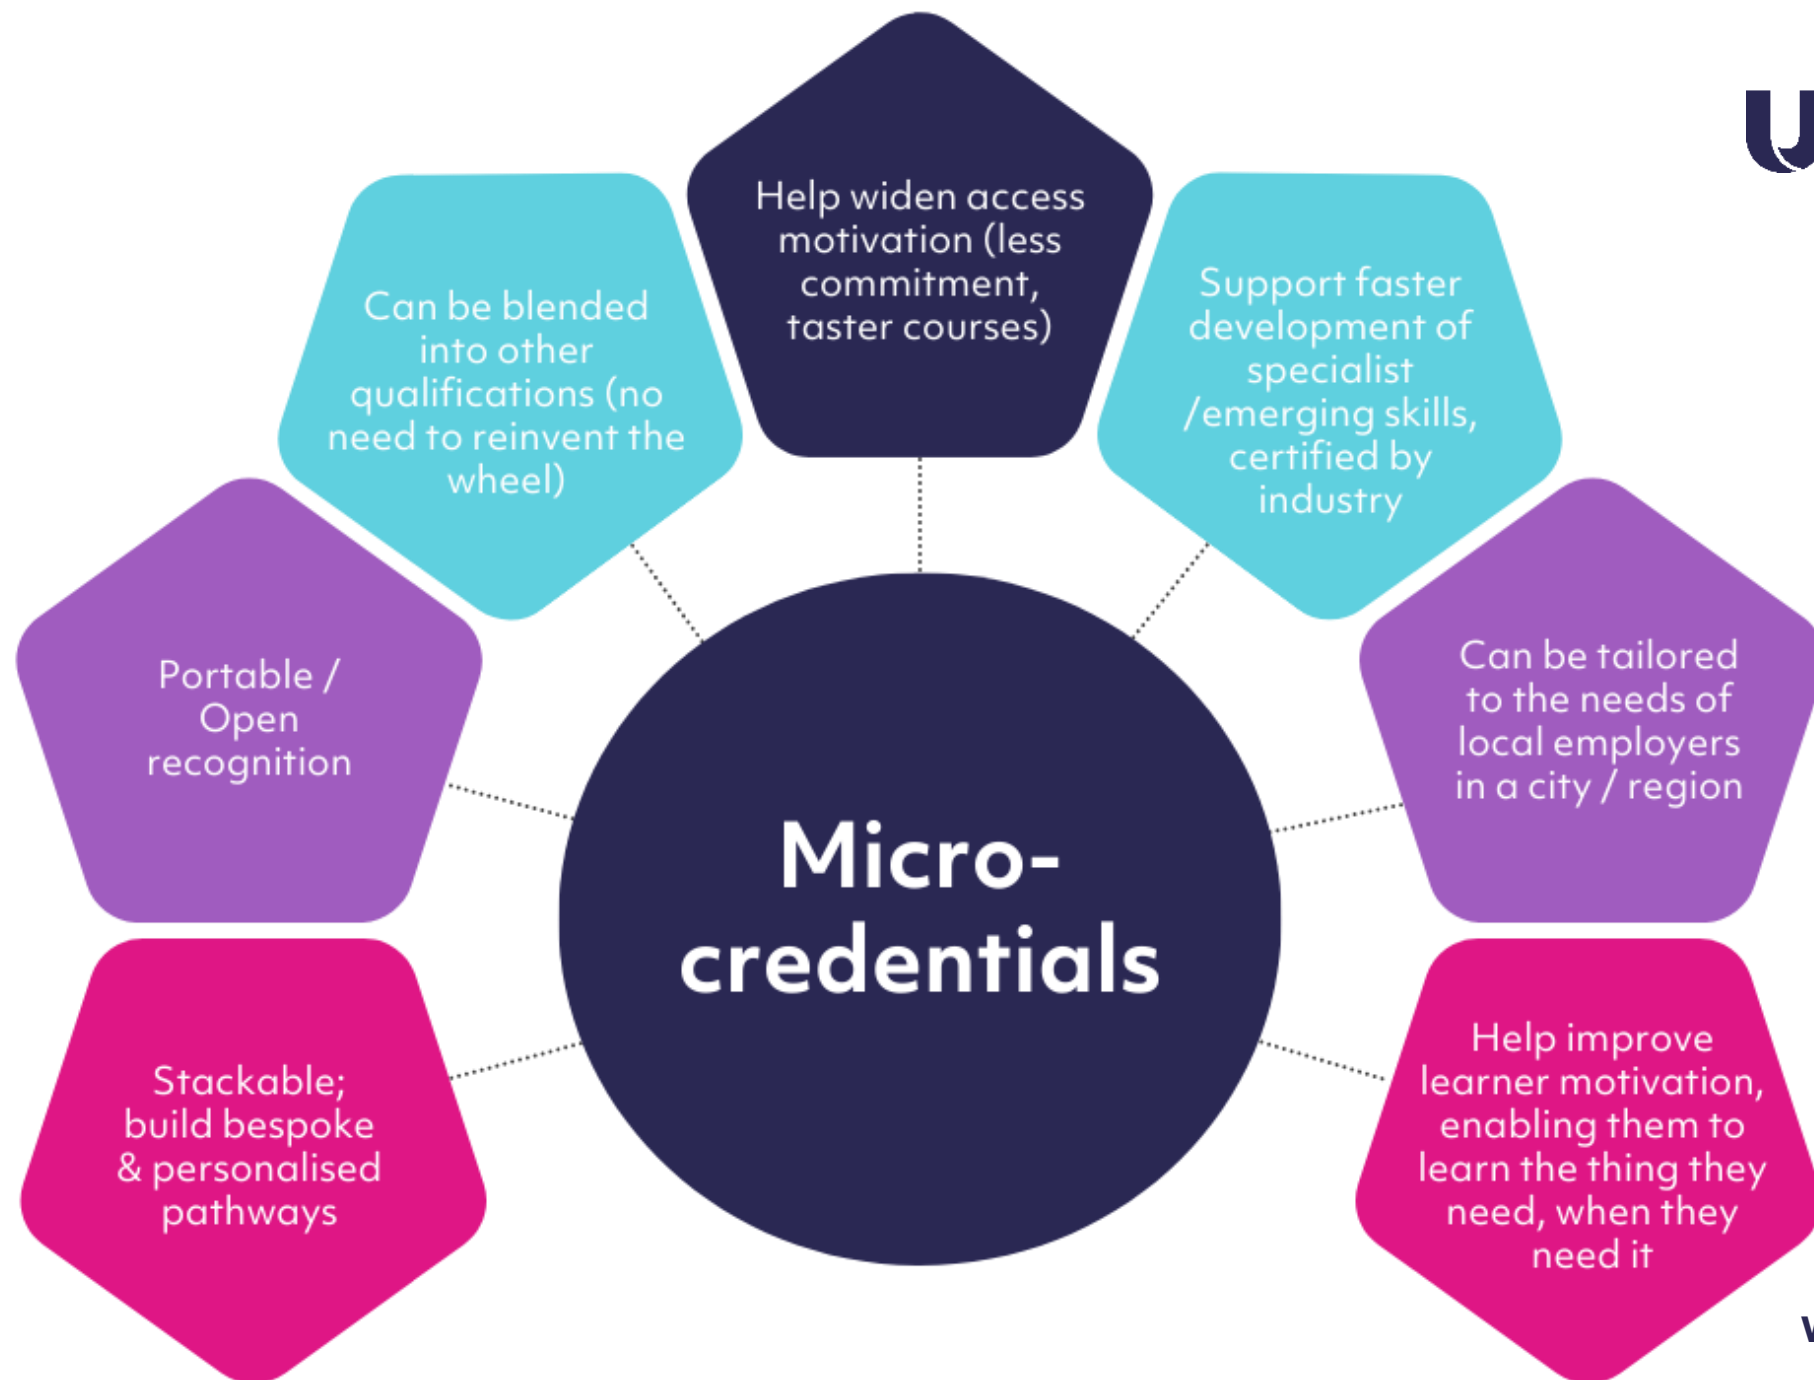 Help widen access
motivation (less
commitment,
taster courses)
Can be blended
into other
qualifications (no
need to reinvent the
wheel)
Support faster
development of
specialist
/emerging skills,
certified by
industry
Portable /
Open
recognition
Can be tailored
to the needs of
local employers
in a city / region
Micro-
credentials
Stackable;
build bespoke
& personalised
pathways
Help improve
learner motivation,
enabling them to
learn the thing they
need, when they
need it